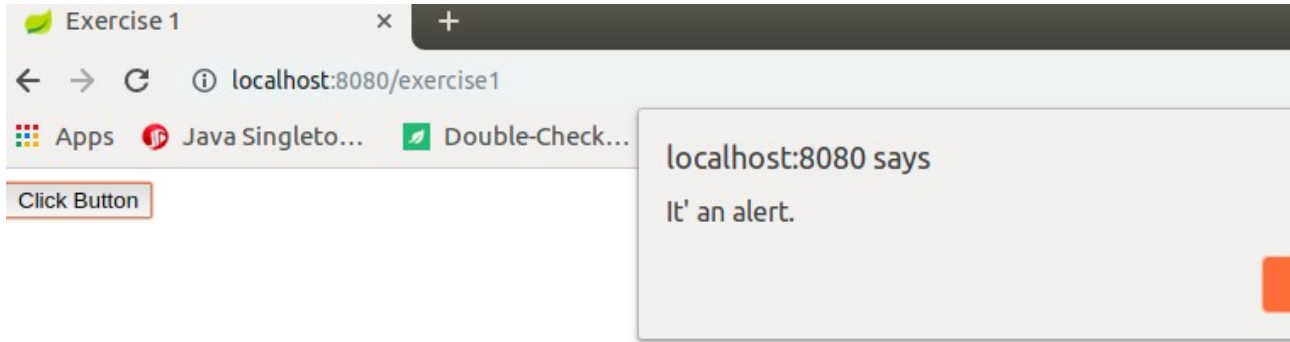 Exercise 1
localhost:8080/exercise1
Apps Java Singleto... Double-Check...
localhost:8080 says
It' an alert.
Click Button